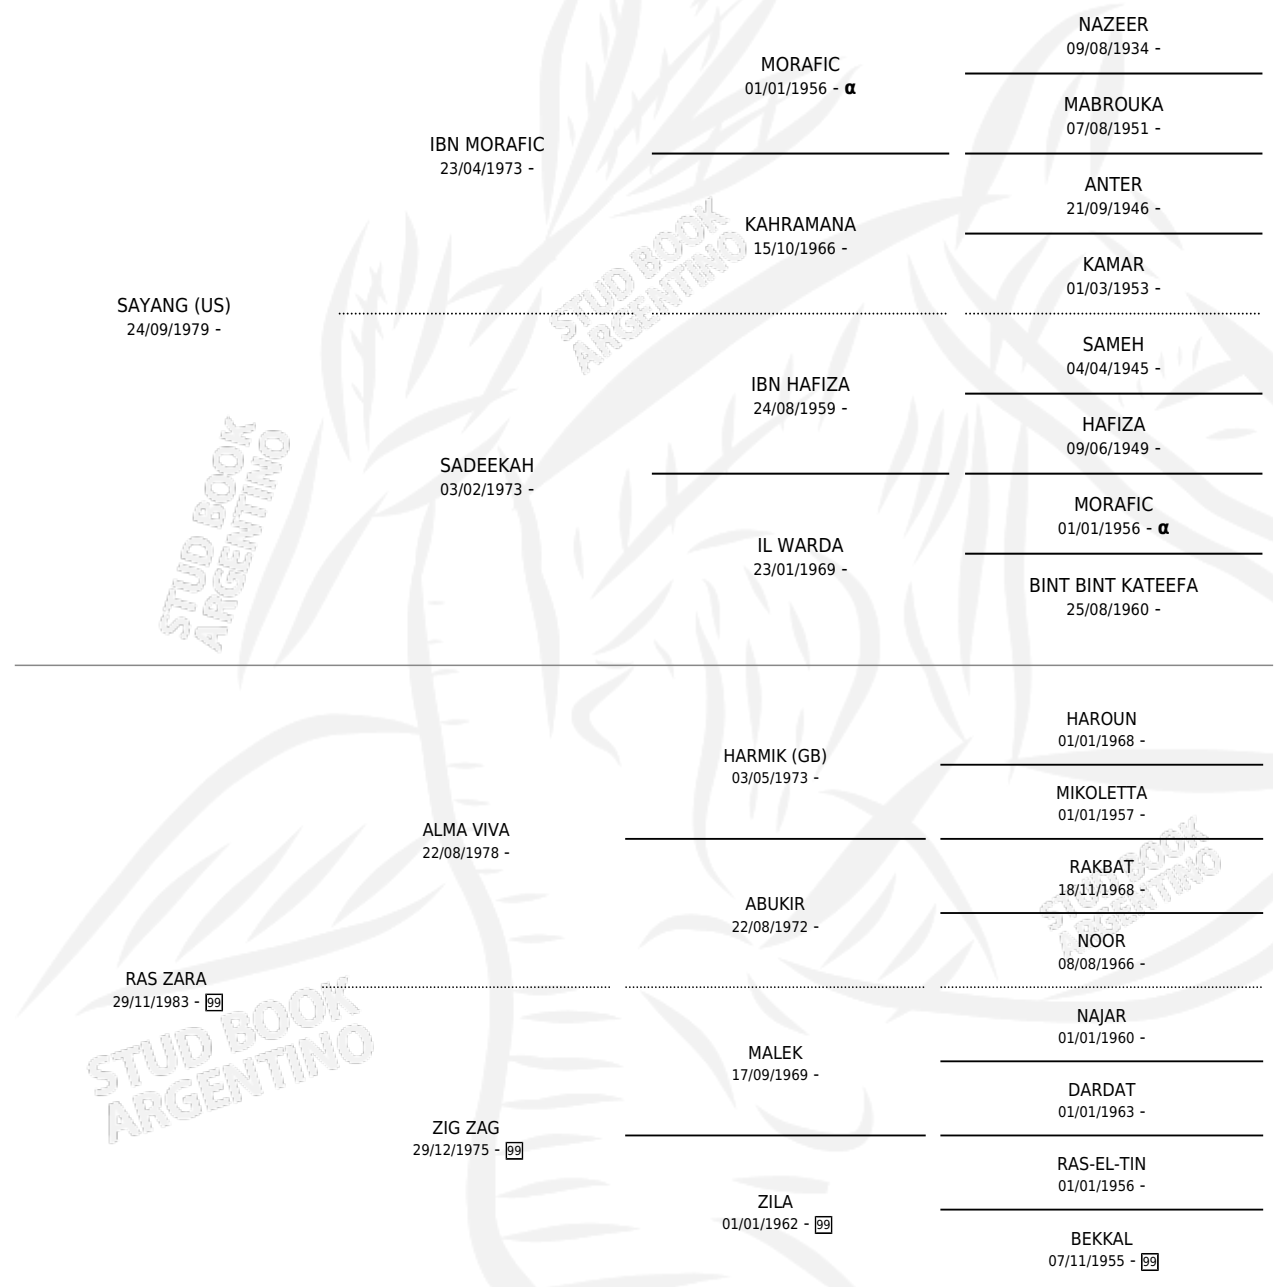 NAZEER
09/08/1934 -
MORAFIC
01/01/1956 - α
MABROUKA
07/08/1951 -
IBN MORAFIC
23/04/1973 -
ANTER
21/09/1946 -
KAHRAMANA
15/10/1966 -
KAMAR
01/03/1953 -
SAYANG (US)
24/09/1979 -
SAMEH
04/04/1945 -
IBN HAFIZA
24/08/1959 -
HAFIZA
09/06/1949 -
SADEEKAH
03/02/1973 -
MORAFIC
01/01/1956 - α
IL WARDA
23/01/1969 -
BINT BINT KATEEFA
25/08/1960 -
HAROUN
01/01/1968 -
HARMIK (GB)
03/05/1973 -
MIKOLETTA
01/01/1957 -
ALMA VIVA
22/08/1978 -
RAKBAT
18/11/1968 -
ABUKIR
22/08/1972 -
NOOR
08/08/1966 -
RAS ZARA
29/11/1983 - 99
NAJAR
01/01/1960 -
MALEK
17/09/1969 -
DARDAT
01/01/1963 -
ZIG ZAG
29/12/1975 - 99
RAS-EL-TIN
01/01/1956 -
ZILA
01/01/1962 - 99
BEKKAL
07/11/1955 - 99
STUD BOOK
ARGENTINO
STUD BOOK
ARGENTINO
STUD BOOK
ARGENTINO
STUD BOOK
ARGENTINO